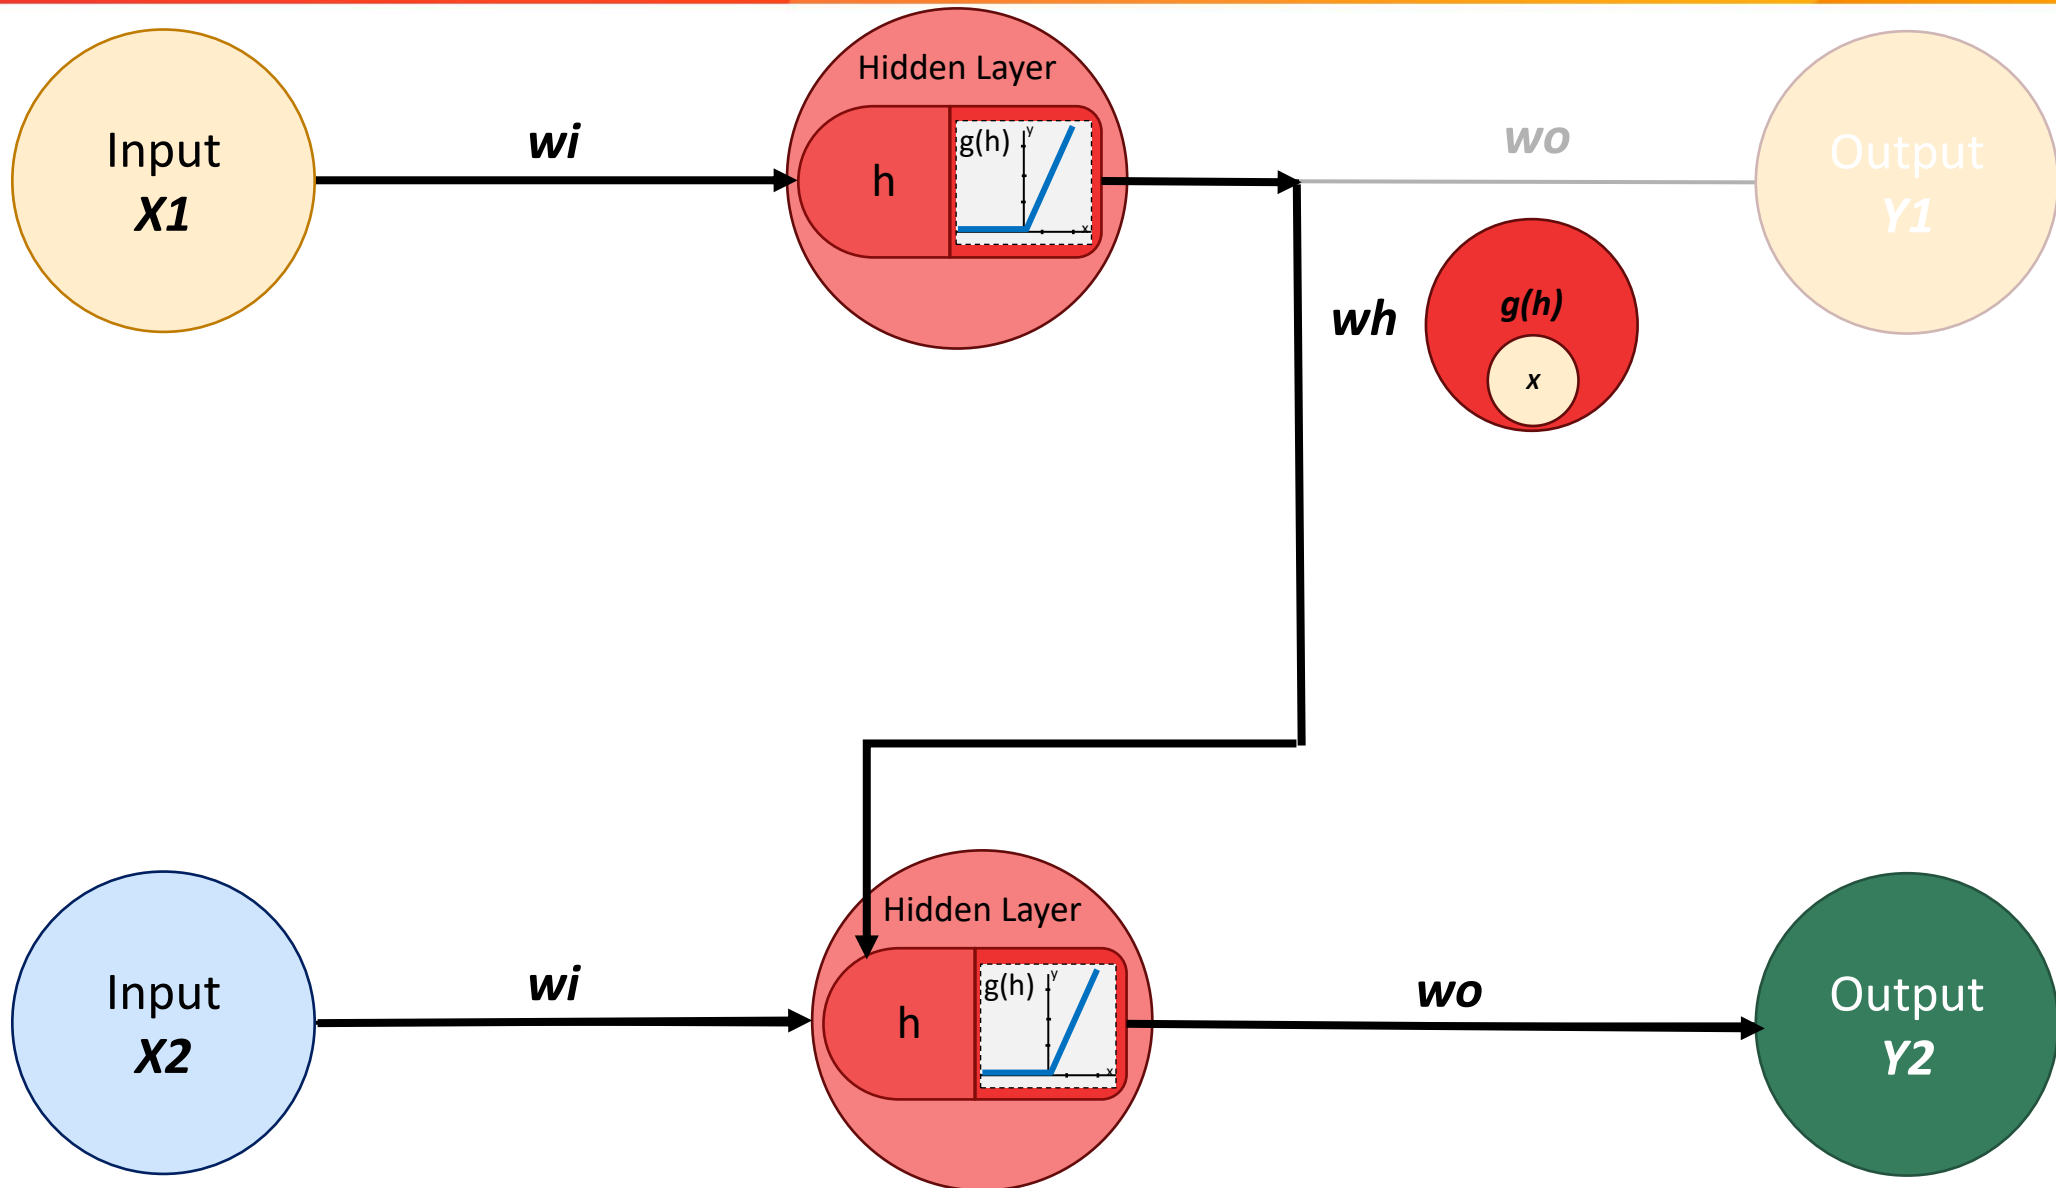 Hidden Layer
Input
X1
wi
h
g(h)
y
x
wo
Output
Y1
wh
g(h)
x
Hidden Layer
Input
X2
wi
h
g(h)
y
x
wo
Output
Y2